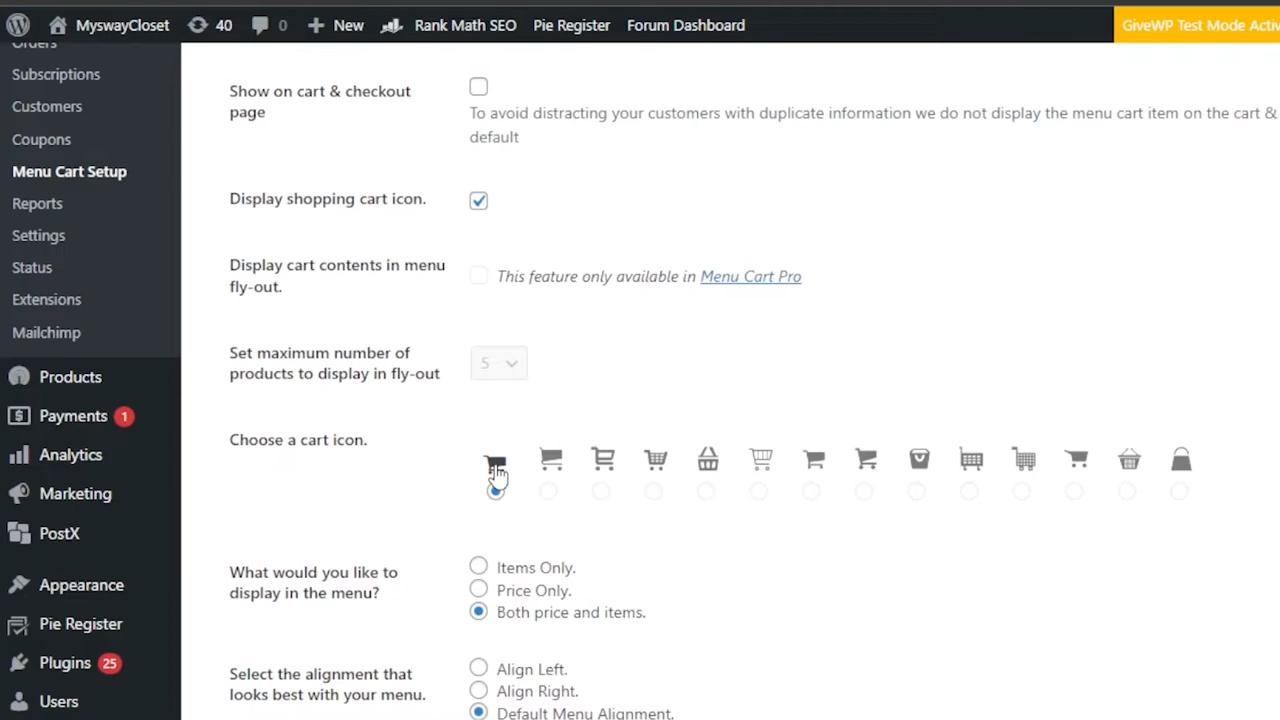 MyswayCloset 40 0 New Rank Math SEO Pie Register Forum Dashboard GiveWP Test Mode Activ
Orders
Subscriptions
Customers
Coupons
Menu Cart Setup
Reports
Settings
Status
Extensions
Mailchimp
Products
Payments 1
Analytics
Marketing
PostX
Appearance
Pie Register
Plugins 25
Users
Show on cart & checkout
page
To avoid distracting your customers with duplicate information we do not display the menu cart item on the cart &
default
Display shopping cart icon.
Display cart contents in menu
fly-out.
This feature only available in Menu Cart Pro
Set maximum number of
products to display in fly-out
5
Choose a cart icon.
What would you like to
display in the menu?
Items Only.
Price Only.
Both price and items.
Select the alignment that
looks best with your menu.
Align Left.
Align Right.
Default Menu Alignment.